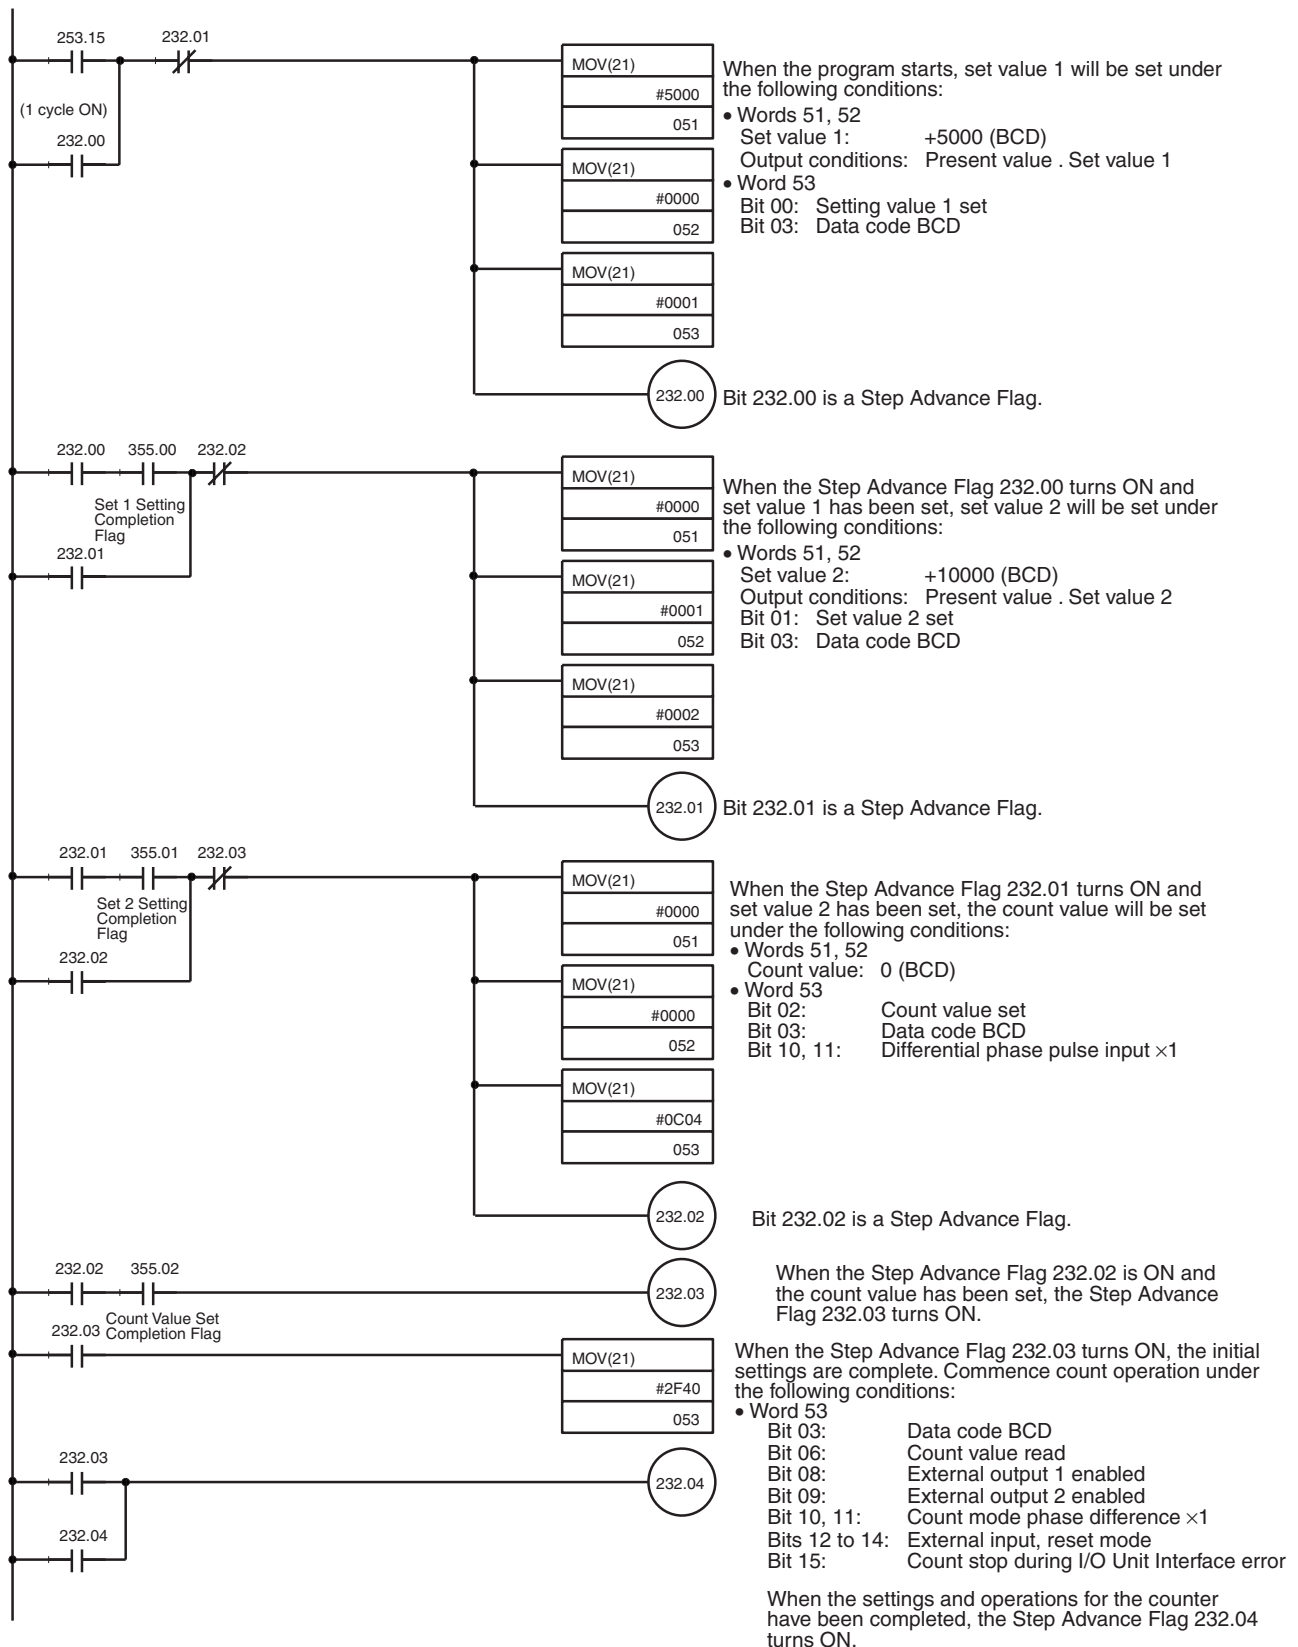 253.15 232.01
(1 cycle ON)
232.00
MOV(21)
#5000
051
MOV(21)
#0000
052
MOV(21)
#0001
053
232.00
When the program starts, set value 1 will be set under
the following conditions:
• Words 51, 52
Set value 1: +5000 (BCD)
Output conditions: Present value . Set value 1
• Word 53
Bit 00: Setting value 1 set
Bit 03: Data code BCD
Bit 232.00 is a Step Advance Flag.
232.00 355.00 232.02
Set 1 Setting
Completion
Flag
232.01
MOV(21)
#0000
051
MOV(21)
#0001
052
MOV(21)
#0002
053
232.01
When the Step Advance Flag 232.00 turns ON and
set value 1 has been set, set value 2 will be set under
the following conditions:
• Words 51, 52
Set value 2: +10000 (BCD)
Output conditions: Present value . Set value 2
Bit 01: Set value 2 set
Bit 03: Data code BCD
Bit 232.01 is a Step Advance Flag.
232.01 355.01 232.03
Set 2 Setting
Completion
Flag
232.02
MOV(21)
#0000
051
MOV(21)
#0000
052
MOV(21)
#0C04
053
232.02
When the Step Advance Flag 232.01 turns ON and
set value 2 has been set, the count value will be set
under the following conditions:
• Words 51, 52
Count value: 0 (BCD)
• Word 53
Bit 02: Count value set
Bit 03: Data code BCD
Bit 10, 11: Differential phase pulse input ×1
Bit 232.02 is a Step Advance Flag.
232.02 355.02
Count Value Set
Completion Flag
232.03
When the Step Advance Flag 232.02 is ON and
the count value has been set, the Step Advance
Flag 232.03 turns ON.
232.03
MOV(21)
#2F40
053
When the Step Advance Flag 232.03 turns ON, the initial
settings are complete. Commence count operation under
the following conditions:
• Word 53
Bit 03: Data code BCD
Bit 06: Count value read
Bit 08: External output 1 enabled
Bit 09: External output 2 enabled
Bit 10, 11: Count mode phase difference ×1
Bits 12 to 14: External input, reset mode
Bit 15: Count stop during I/O Unit Interface error
232.03
232.04
232.04
When the settings and operations for the counter
have been completed, the Step Advance Flag 232.04
turns ON.